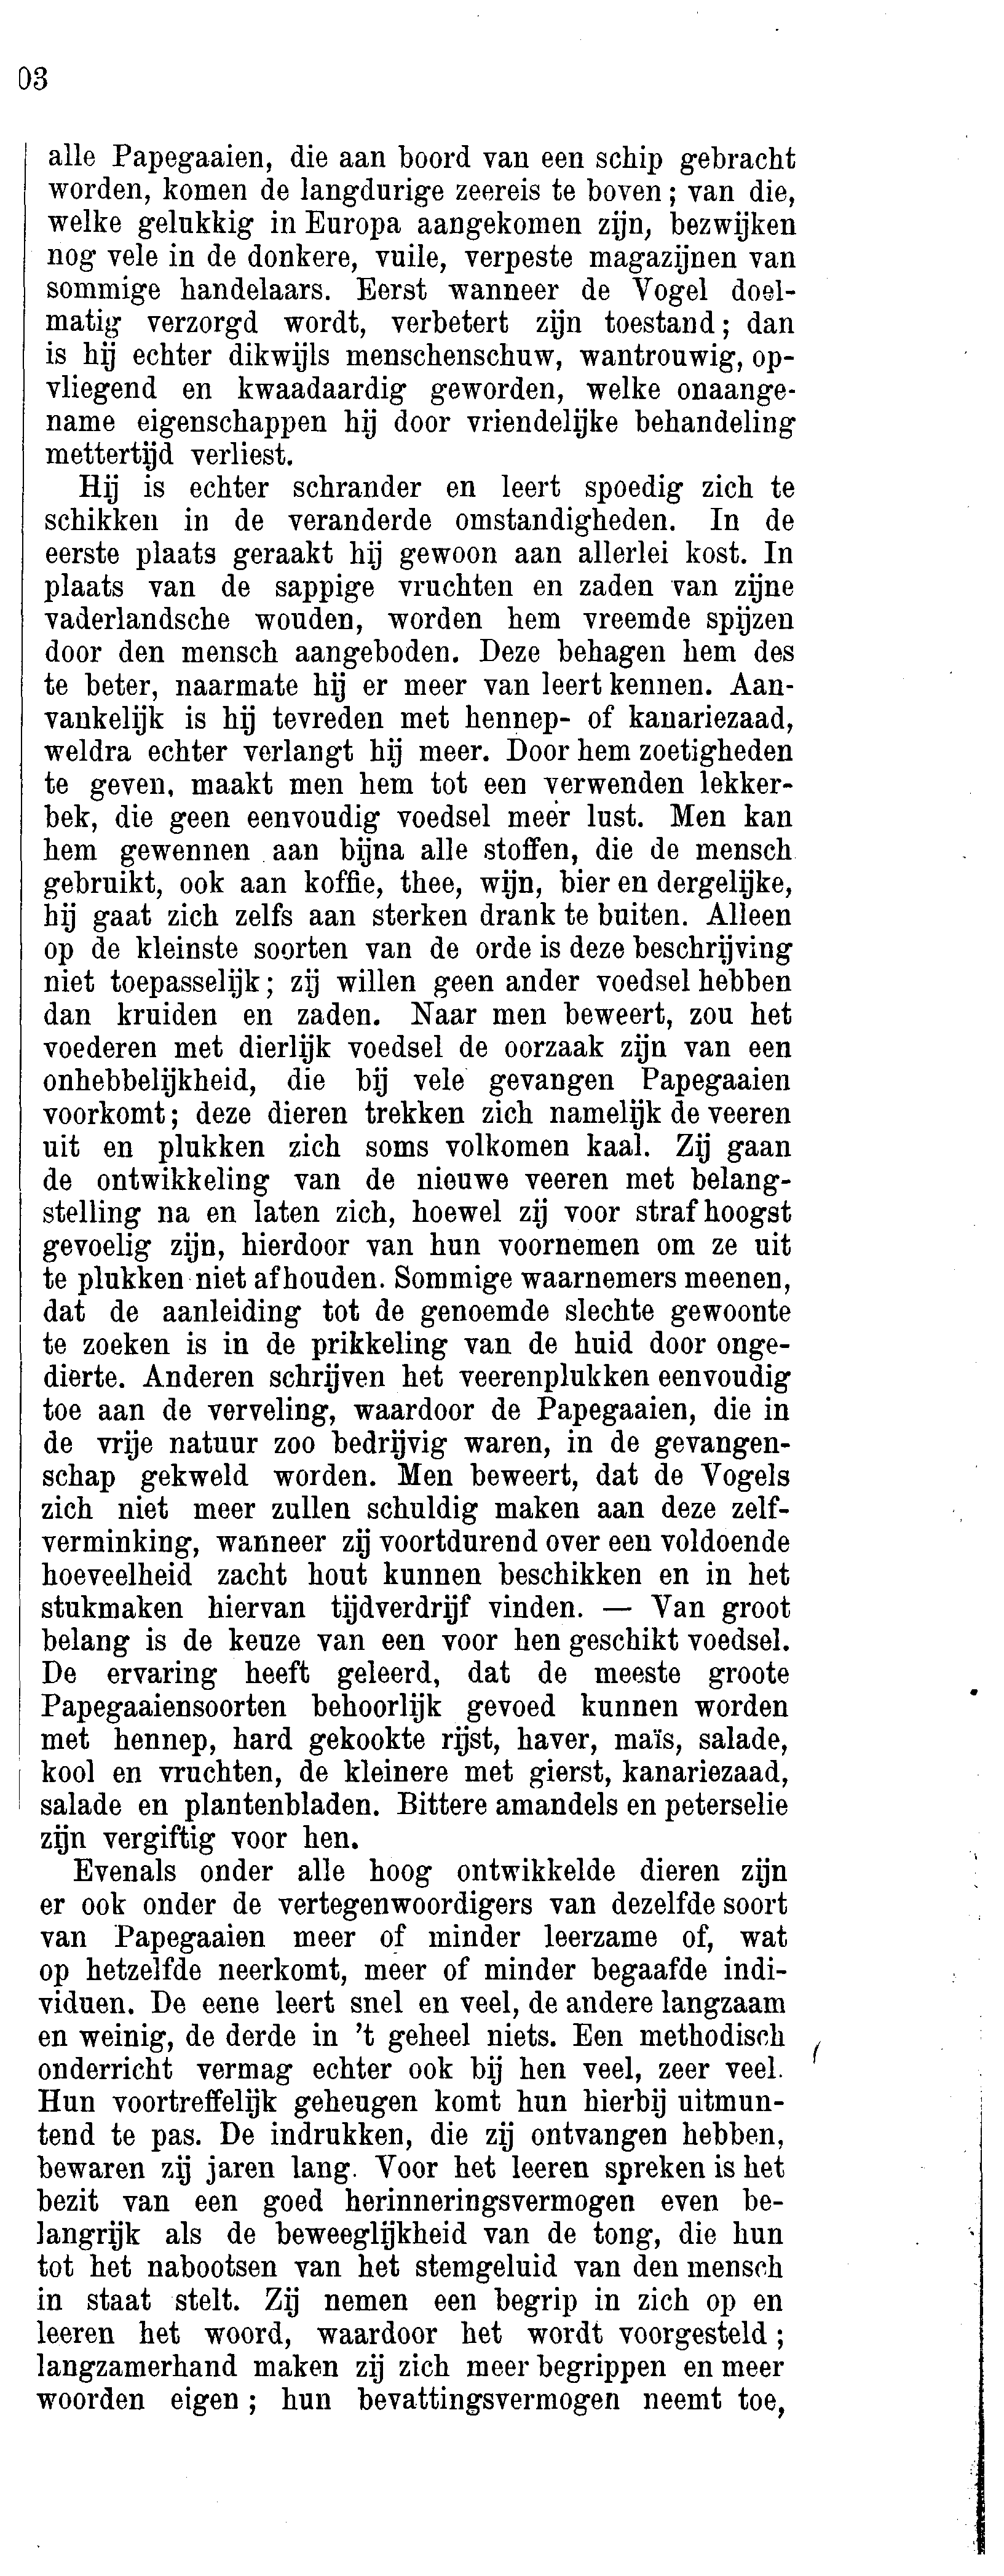 03
alle Papegaaien, die aan boord van een schip gebracht
worden, komen de langdurige zeereis te boven; van die,
welke gelukkig in Europa aangekomen zijn, bezwijken
nog vele in de donkere, vuile, verpeste magazijnen van
sommige handelaars. Eerst wanneer de Vogel doel-
matig verzorgd wordt, verbetert zijn toestand; dan
is hij echter dikwijls menschenschuw, wantrouwig, op-
vliegend en kwaadaardig geworden, welke onaange-
name eigenschappen hij door vriendelijke behandeling
mettertijd verliest.
Hij is echter schrander en leert spoedig zich te
schikken in de veranderde omstandigheden. In de
eerste plaats geraakt hij gewoon aan allerlei kost. In
plaats van de sappige vruchten en zaden van zijne
vaderlandsche wouden, worden hem vreemde spijzen
door den mensch aangeboden. Deze behagen hem des
te beter, naarmate hij er meer van leert kennen. Aan-
vankelijk is hij tevreden met hennep- of kanariezaad,
weldra echter verlangt hij meer. Door hem zoetigheden
te geven, maakt men hem tot een verwenden lekker-
bek, die geen eenvoudig voedsel meer lust. Men kan
hem gewennen aan bijna alle stoffen, die de mensch
gebruikt, ook aan koffie, thee, wijn, bier en dergelijke,
hij gaat zich zelfs aan sterken drank te buiten. Alleen
op de kleinste soorten van de orde is deze beschrijving
niet toepasselijk; zij willen geen ander voedsel hebben
dan kruiden en zaden. Naar men beweert, zou het
voederen met dierlijk voedsel de oorzaak zijn van een
onhebbelijkheid, die bij vele gevangen Papegaaien
voorkomt; deze dieren trekken zich namelijk de veeren
uit en plukken zich soms volkomen kaal. Zij gaan
de ontwikkeling van de nieuwe veeren met belang-
stelling na en laten zich, hoewel zij voor straf hoogst
gevoelig zijn, hierdoor van hun voornemen om ze uit
te plukken niet afhouden. Sommige waarnemers meenen,
dat de aanleiding tot de genoemde slechte gewoonte
te zoeken is in de prikkeling van de huid door onge-
dierte. Anderen schrijven het veerenplukken eenvoudig
toe aan de verveling, waardoor de Papegaaien, die in
de vrije natuur zoo bedrijvig waren, in de gevangen-
schap gekweld worden. Men beweert, dat de Vogels
zich niet meer zullen schuldig maken aan deze zelf-
verminking, wanneer zij voortdurend over een voldoende
hoeveelheid zacht hout kunnen beschikken en in het
stukmaken hiervan tijdverdrijf vinden. — Van groot
belang is de keuze van een voor hen geschikt voedsel.
De ervaring heeft geleerd, dat de meeste groote
Papegaaiensoorten behoorlijk gevoed kunnen worden
met hennep, hard gekookte rijst, haver, maïs, salade,
kool en vruchten, de kleinere met gierst, kanariezaad,
salade en plantenbladen. Bittere amandels en peterselie
zijn vergiftig voor hen.
Evenals onder alle hoog ontwikkelde dieren zijn
er ook onder de vertegenwoordigers van dezelfde soort
van Papegaaien meer of minder leerzame of, wat
op hetzelfde neerkomt, meer of minder begaafde indi-
viduen. De eene leert snel en veel, de andere langzaam
en weinig, de derde in 't geheel niets. Een methodisch
onderricht vermag echter ook bij hen veel, zeer veel.
Hun voortreffelijk geheugen komt hun hierbij uitmun-
tend te pas. De indrukken, die zij ontvangen hebben,
bewaren zij jaren lang. Voor het leeren spreken is het
bezit van een goed herinneringsvermogen even be-
langrijk als de beweeglijkheid van de tong, die hun
tot het nabootsen van het stemgeluid van den mensch
in staat stelt. Zij nemen een begrip in zich op en
leeren het woord, waardoor het wordt voorgesteld;
langzamerhand maken zij zich meer begrippen en meer
woorden eigen; hun bevattingsvermogen neemt toe,